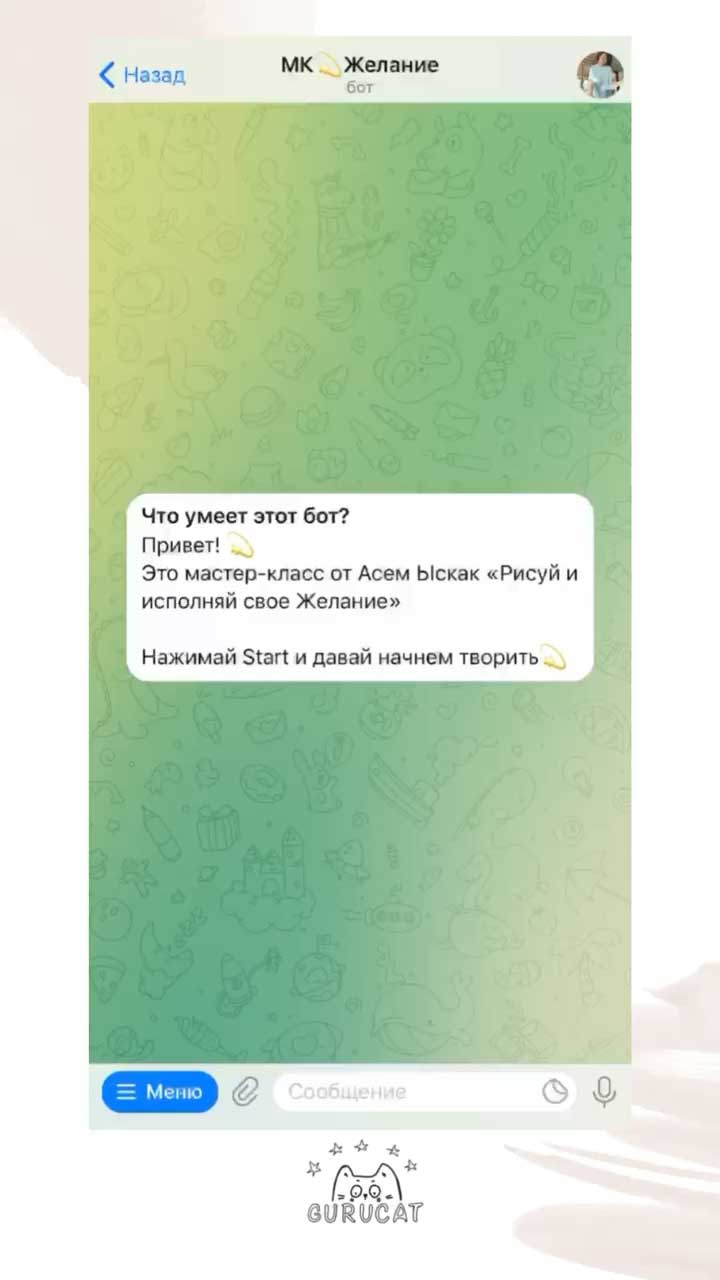 Назад
МК💫Желание
бот
Что умеет этот бот?
Привет! 💫
Это мастер-класс от Асем Ыскак «Рисуй и
исполняй свое Желание»
Нажимай Start и давай начнем творить💫
Меню
Сообщение
GURUCAT